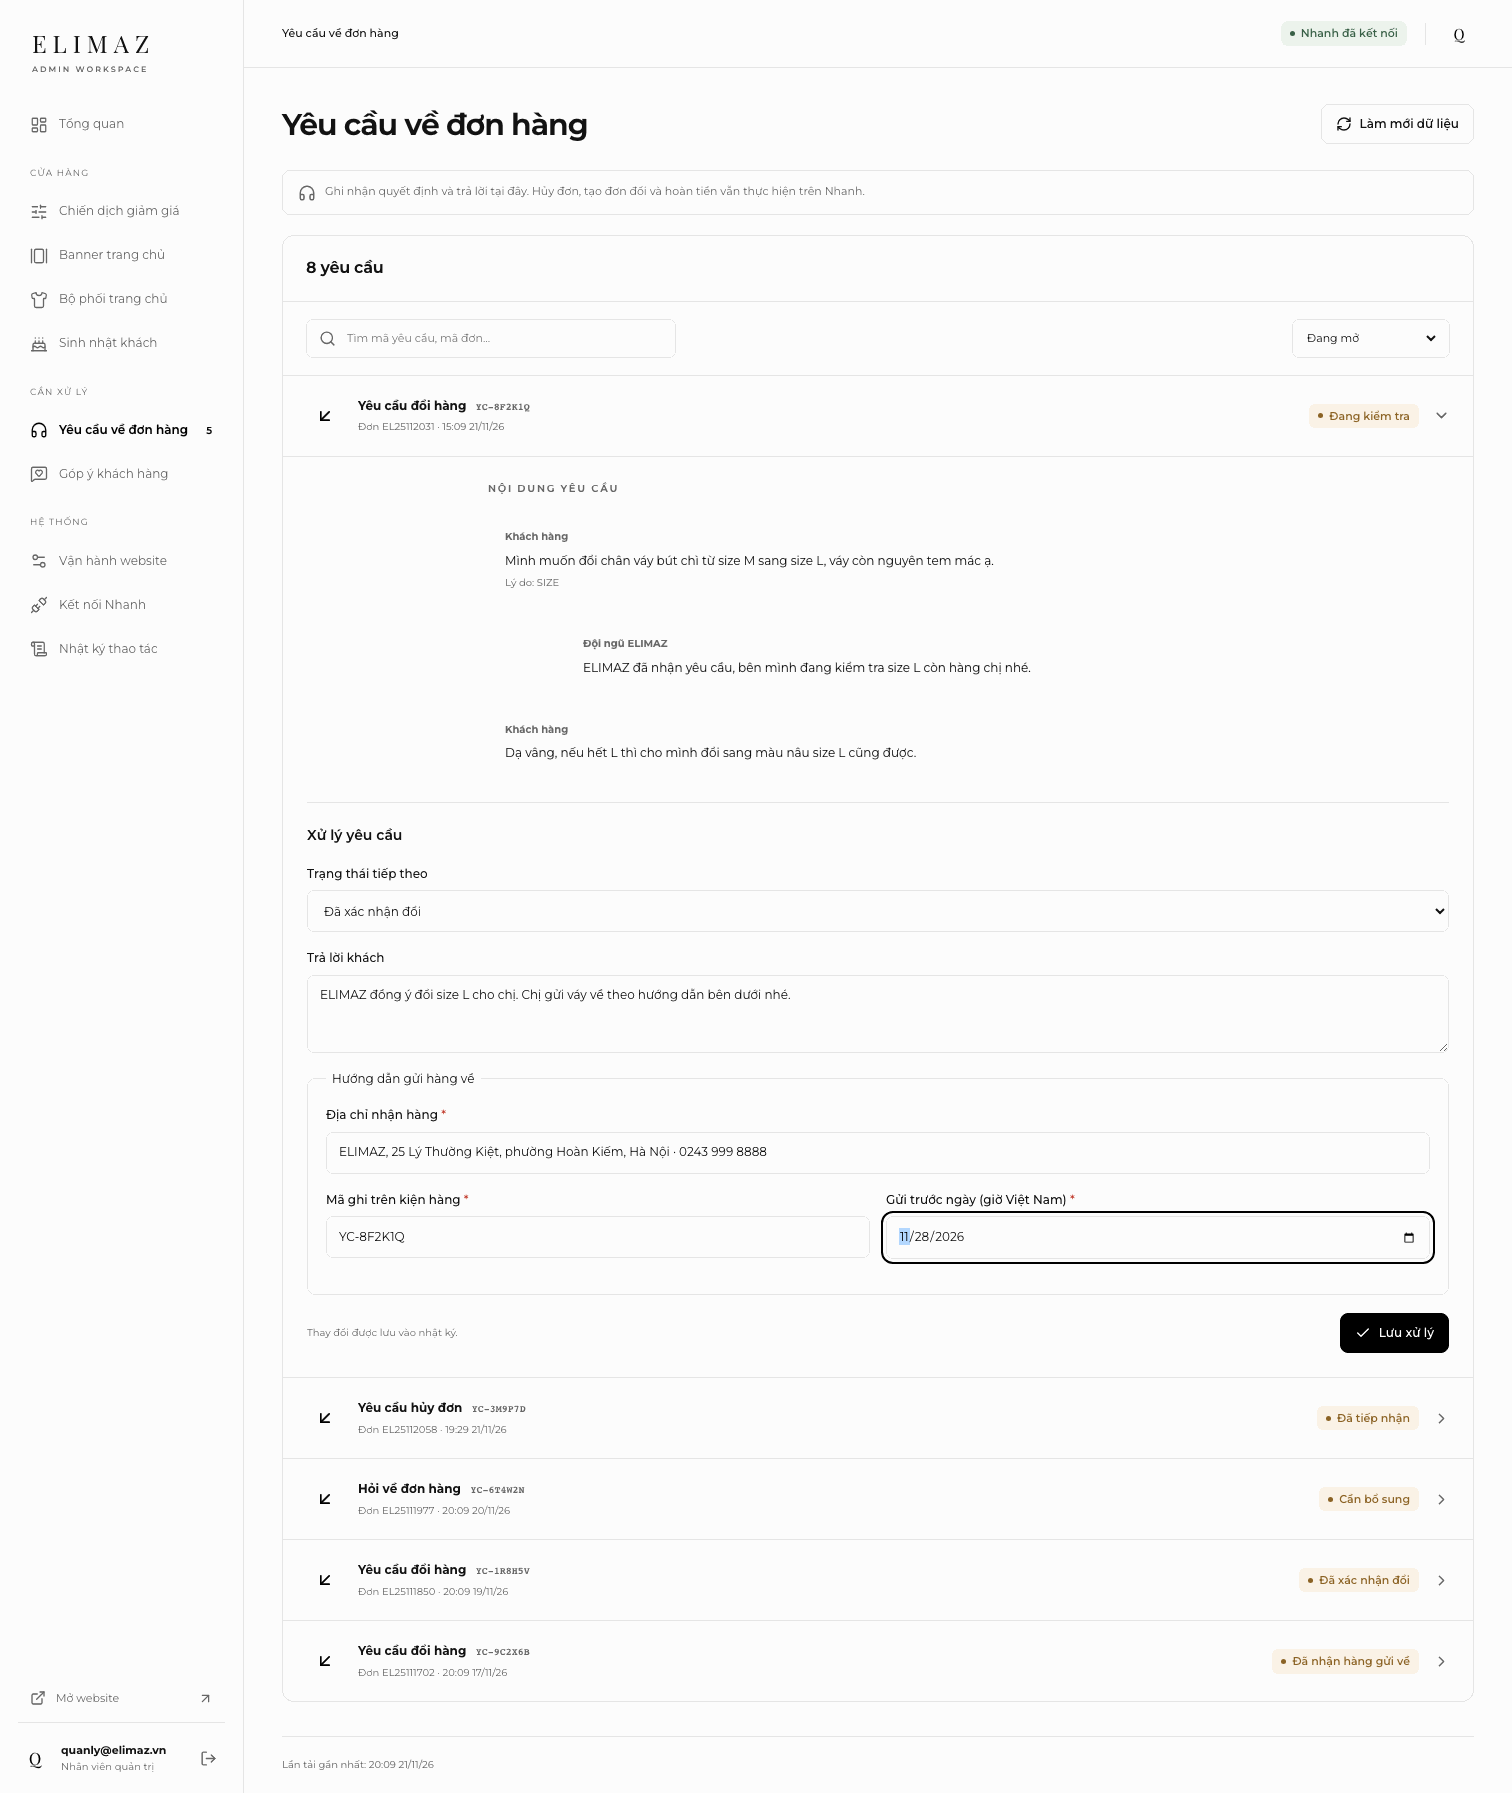 ELIMAZ
ADMIN WORKSPACE
Tổng quan
CỬA HÀNG
Chiến dịch giảm giá
Banner trang chủ
Bộ phối trang chủ
Sinh nhật khách
CẦN XỬ LÝ
Yêu cầu về đơn hàng 5
Góp ý khách hàng
HỆ THỐNG
Vận hành website
Kết nối Nhanh
Nhật ký thao tác
Mở website
Q
quanly@elimaz.vn
Nhân viên quản trị
Yêu cầu về đơn hàng
Nhanh đã kết nối
Q
Yêu cầu về đơn hàng
Làm mới dữ liệu
Ghi nhận quyết định và trả lời tại đây. Hủy đơn, tạo đơn đổi và hoàn tiền vẫn thực hiện trên Nhanh.
8 yêu cầu
Tìm mã yêu cầu, mã đơn...
Đang mở
Yêu cầu đổi hàng YC-8F2K1Q
Đơn EL25112031 · 15:09 21/11/26
Đang kiểm tra
NỘI DUNG YÊU CẦU
Khách hàng
Mình muốn đổi chân váy bút chì từ size M sang size L, váy còn nguyên tem mác ạ.
Lý do: SIZE
Đội ngũ ELIMAZ
ELIMAZ đã nhận yêu cầu, bên mình đang kiểm tra size L còn hàng chị nhé.
Khách hàng
Dạ vâng, nếu hết L thì cho mình đổi sang màu nâu size L cũng được.
Xử lý yêu cầu
Trạng thái tiếp theo
Đã xác nhận đổi
Trả lời khách
ELIMAZ đồng ý đổi size L cho chị. Chị gửi váy về theo hướng dẫn bên dưới nhé.
Hướng dẫn gửi hàng về
Địa chỉ nhận hàng *
ELIMAZ, 25 Lý Thường Kiệt, phường Hoàn Kiếm, Hà Nội · 0243 999 8888
Mã ghi trên kiện hàng *
YC-8F2K1Q
Gửi trước ngày (giờ Việt Nam) *
11/28/2026
Thay đổi được lưu vào nhật ký.
Lưu xử lý
Yêu cầu hủy đơn YC-3M9P7D
Đơn EL25112058 · 19:29 21/11/26
Đã tiếp nhận
Hỏi về đơn hàng YC-6T4W2N
Đơn EL25111977 · 20:09 20/11/26
Cần bổ sung
Yêu cầu đổi hàng YC-1R8H5V
Đơn EL25111850 · 20:09 19/11/26
Đã xác nhận đổi
Yêu cầu đổi hàng YC-9C2X6B
Đơn EL25111702 · 20:09 17/11/26
Đã nhận hàng gửi về
Lần tải gần nhất: 20:09 21/11/26